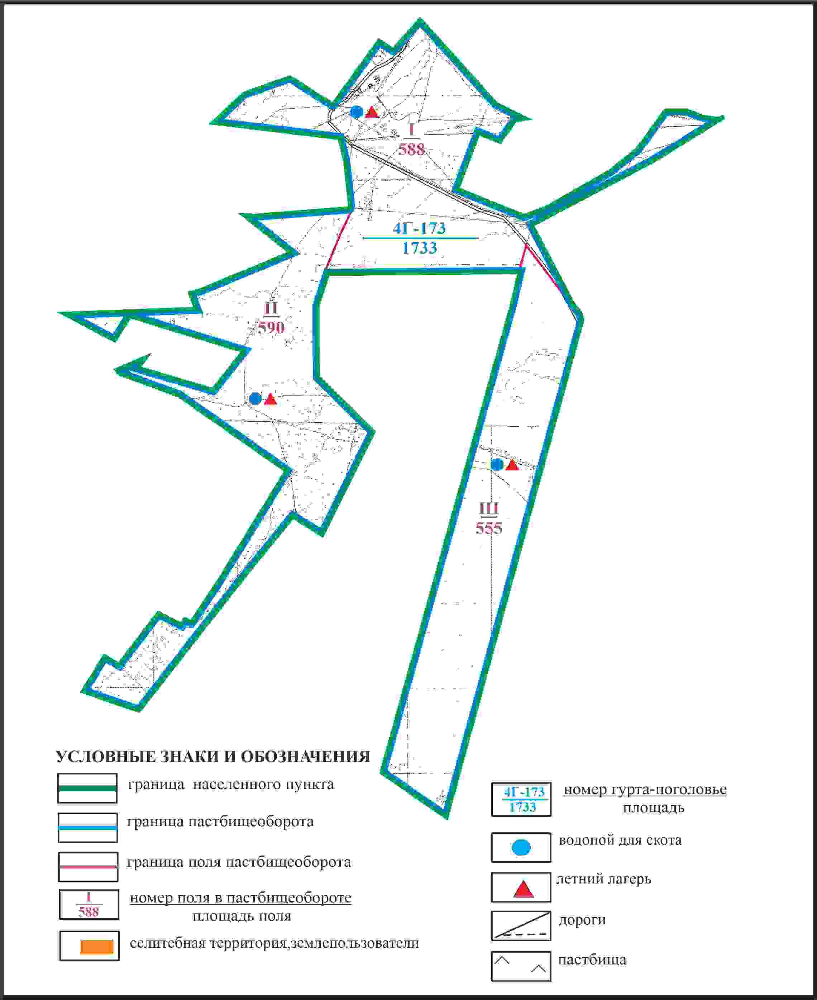 I
588
4Г-173
1733
II
590
III
555
УСЛОВНЫЕ ЗНАКИ И ОБОЗНАЧЕНИЯ
граница населенного пункта
граница пастбищеоборота
граница поля пастбищеоборота
I
588
номер поля в пастбищеобороте
площадь поля
селитебная территория,землепользователи
4Г-173
1733
номер гурта-поголовье
площадь
водопой для скота
летний лагерь
дороги
пастбища